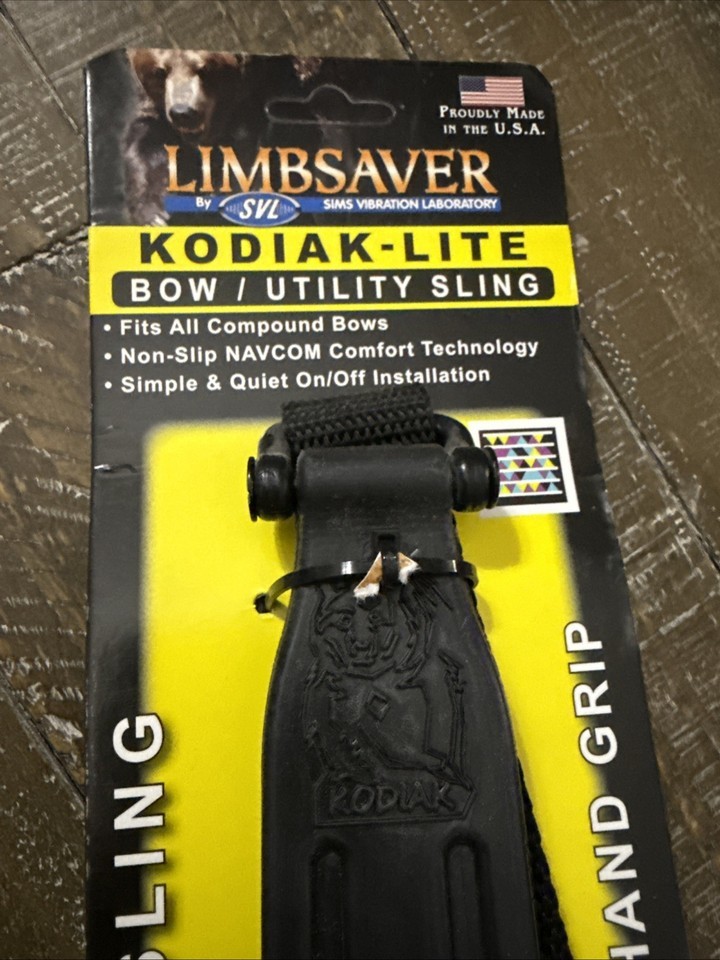 PROUDLY MADE
IN THE U.S.A.
LIMBSAVER
By SVL SIMS VIBRATION LABORATORY
KODIAK-LITE
BOW / UTILITY SLING
• Fits All Compound Bows
• Non-Slip NAVCOM Comfort Technology
• Simple & Quiet On/Off Installation
KODIAK
SLING
HAND GRIP